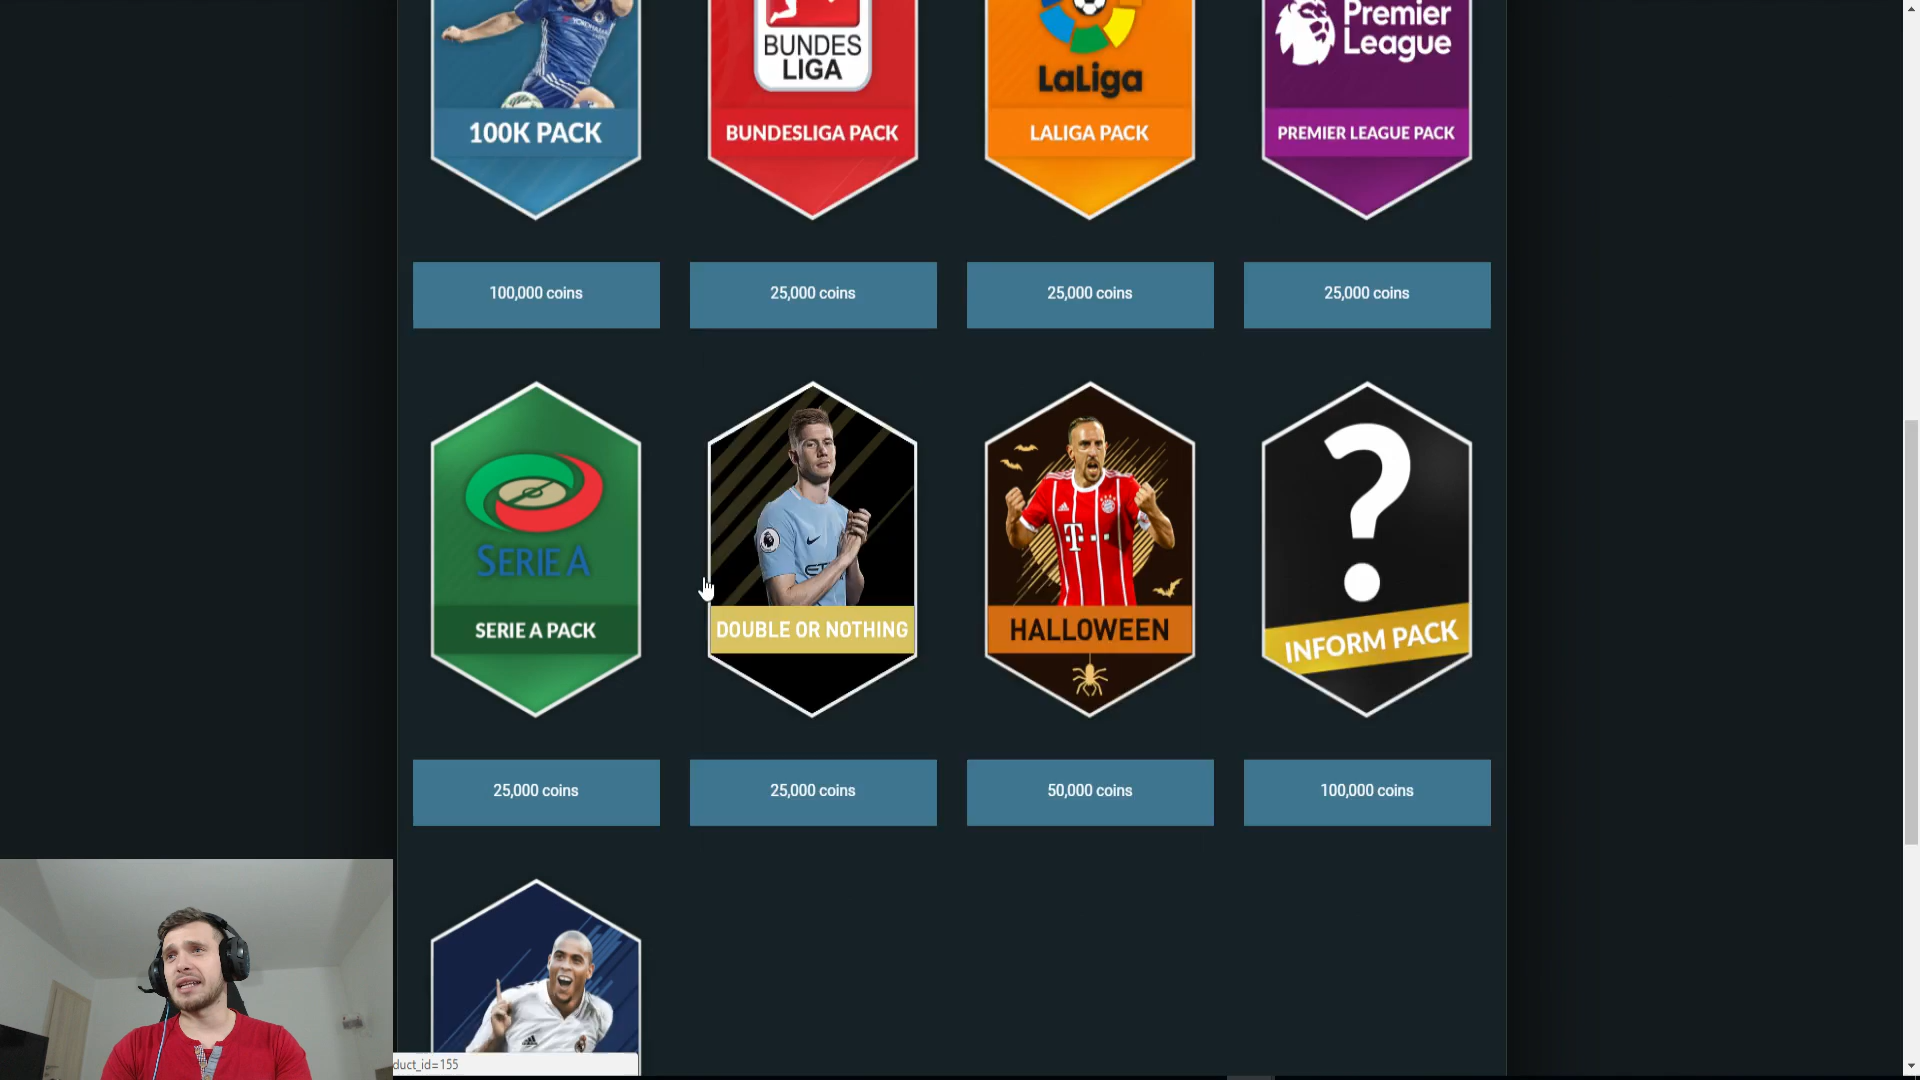 BUNDES
LIGA
LaLiga
Premier
League
100K PACK
BUNDESLIGA PACK
LALIGA PACK
PREMIER LEAGUE PACK
100,000 coins
25,000 coins
25,000 coins
25,000 coins
?
SERIE A
T
SERIE A PACK
DOUBLE OR NOTHING
HALLOWEEN
INFORM PACK
25,000 coins
25,000 coins
50,000 coins
100,000 coins
duct_id=155